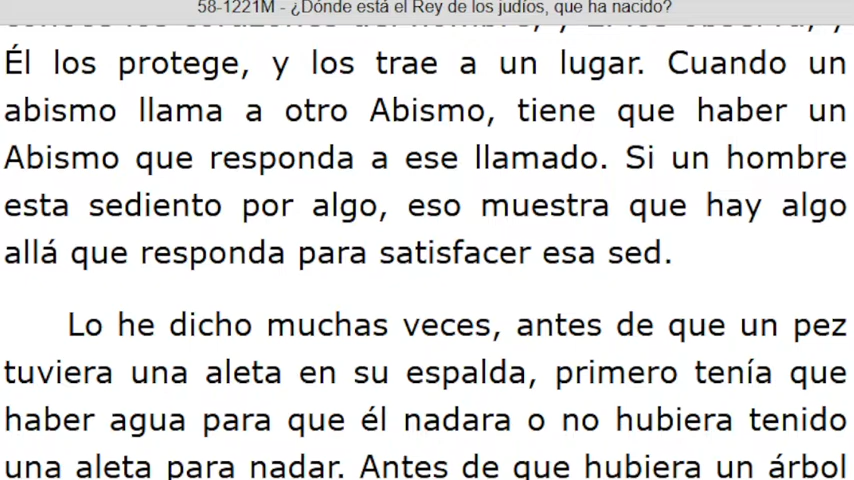 58-1221M - ¿Dónde está el Rey de los judíos, que ha nacido?
Él los protege, y los trae a un lugar. Cuando un
abismo llama a otro Abismo, tiene que haber un
Abismo que responda a ese llamado. Si un hombre
esta sediento por algo, eso muestra que hay algo
allá que responda para satisfacer esa sed.
Lo he dicho muchas veces, antes de que un pez
tuviera una aleta en su espalda, primero tenía que
haber agua para que él nadara o no hubiera tenido
una aleta para nadar. Antes de que hubiera un árbol